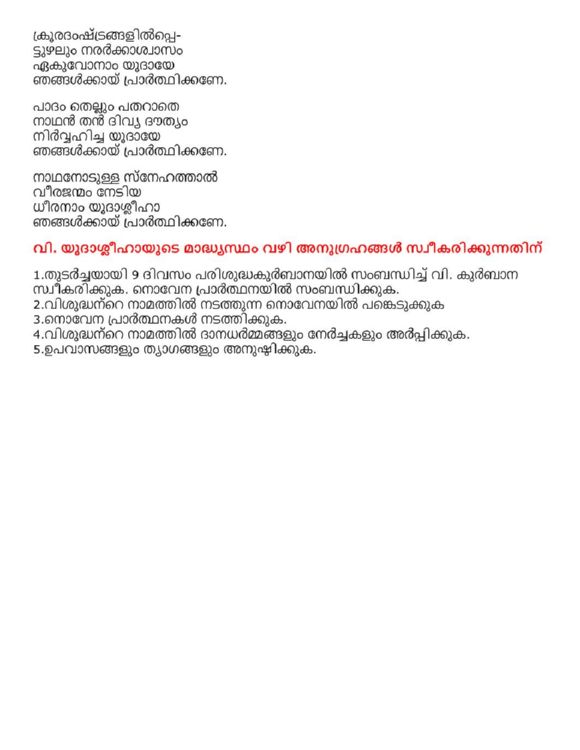 ക്രൂരദംഷ്ട്രങ്ങളിൽപ്പെ-
ട്ടുഴലും നരർക്കാശ്വാസം
ഏകുവോനാം യൂദായേ
ഞങ്ങൾക്കായ് പ്രാർത്ഥിക്കണേ.
പാദം തെല്ലും പതറാതെ
നാഥൻ തൻ ദിവ്യ ദൗത്യം
നിർവ്വഹിച്ച യൂദായേ
ഞങ്ങൾക്കായ് പ്രാർത്ഥിക്കണേ.
നാഥനോടുള്ള സ്നേഹത്താൽ
വീരജന്മം നേടിയ
ധീരനാം യൂദാശ്ലീഹാ
ഞങ്ങൾക്കായ് പ്രാർത്ഥിക്കണേ.
വി. യൂദാശ്ലീഹായുടെ മാദ്ധ്യസ്ഥം വഴി അനുഗ്രഹങ്ങൾ സ്വീകരിക്കുന്നതിന്
1.തുടർച്ചയായി 9 ദിവസം പരിശുദ്ധകുർബാനയിൽ സംബന്ധിച്ച് വി. കുർബാന
സ്വീകരിക്കുക. നൊവേന പ്രാർത്ഥനയിൽ സംബന്ധിക്കുക.
2.വിശുദ്ധന്റെ നാമത്തിൽ നടത്തുന്ന നൊവേനയിൽ പങ്കെടുക്കുക
3.നൊവേന പ്രാർത്ഥനകൾ നടത്തിക്കുക.
4.വിശുദ്ധന്റെ നാമത്തിൽ ദാനധർമ്മങ്ങളും നേർച്ചകളും അർപ്പിക്കുക.
5.ഉപവാസങ്ങളും ത്യാഗങ്ങളും അനുഷ്ഠിക്കുക.